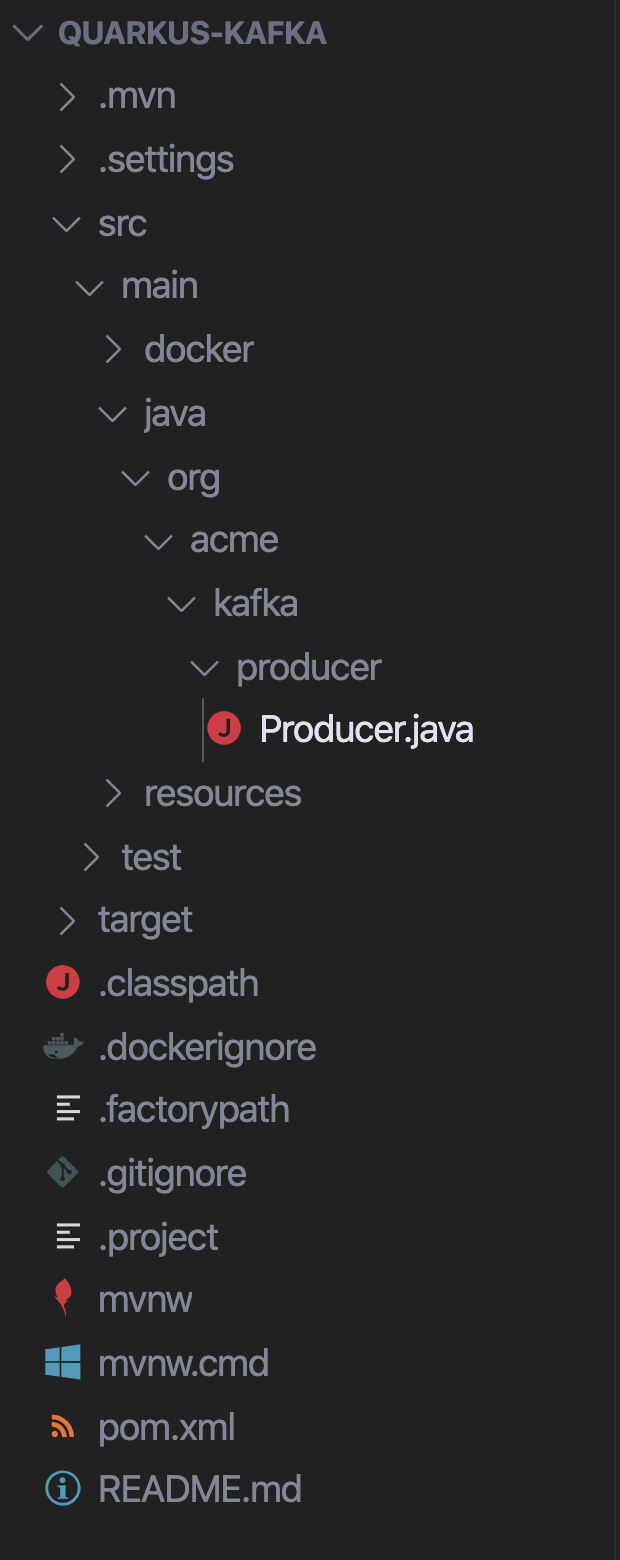 QUARKUS-KAFKA
.mvn
.settings
src
main
docker
java
org
acme
kafka
producer
J Producer.java
resources
test
target
J .classpath
.dockerignore
.factorypath
.gitignore
.project
mvnw
mvnw.cmd
pom.xml
README.md